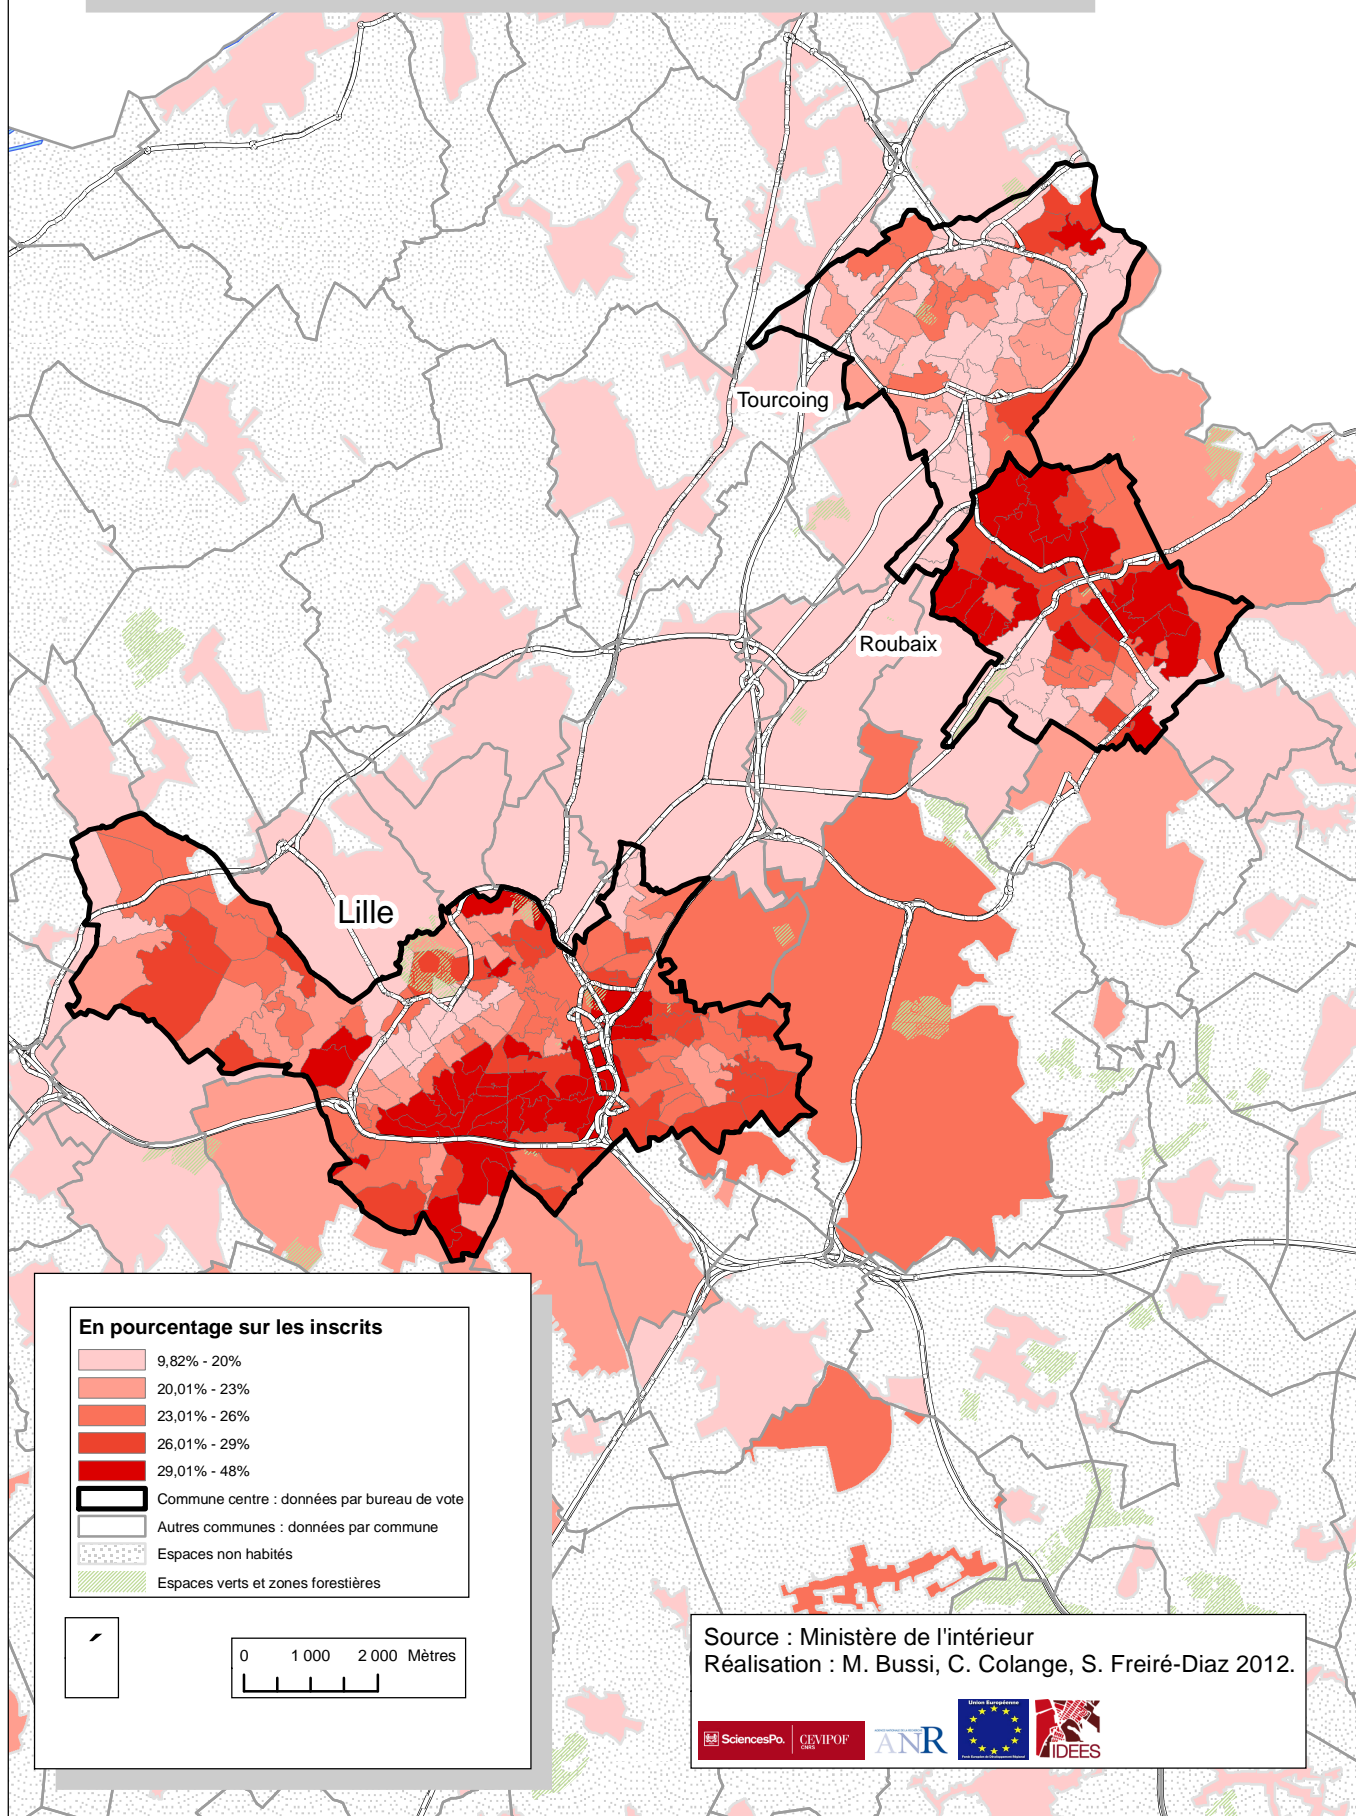 Tourcoing
Roubaix
Lille
En pourcentage sur les inscrits
9,82% - 20%
20,01% - 23%
23,01% - 26%
26,01% - 29%
29,01% - 48%
Commune centre : données par bureau de vote
Autres communes : données par commune
Espaces non habités
Espaces verts et zones forestières
0 1 000 2 000 Mètres
Source : Ministère de l'intérieur
Réalisation : M. Bussi, C. Colange, S. Freiré-Diaz 2012.
SciencesPo.
CEVIPOF
CNRS
ANR
Union Européenne
IDEES